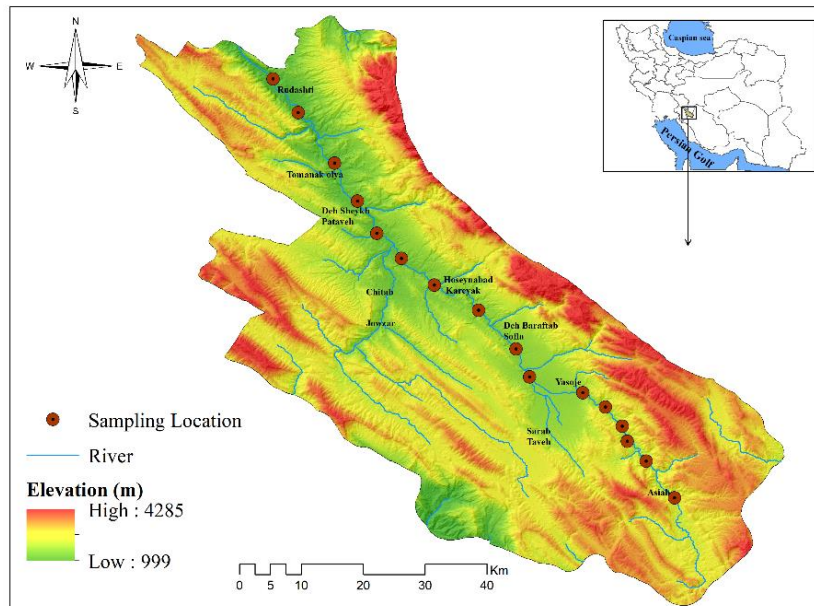 N
W E
S
Caspian sea
Persian Golf
Rudashti
Tomanak olya
Deh Sheykh
Pataveh
Chitab
Jowzar
Hoseynabad
Kareyak
Deh Baraftab
Sofla
Yasuje
Sarab
Taveh
Asiab
Sampling Location
River
Elevation (m)
High : 4285
Low : 999
Km
0 5 10 20 30 40